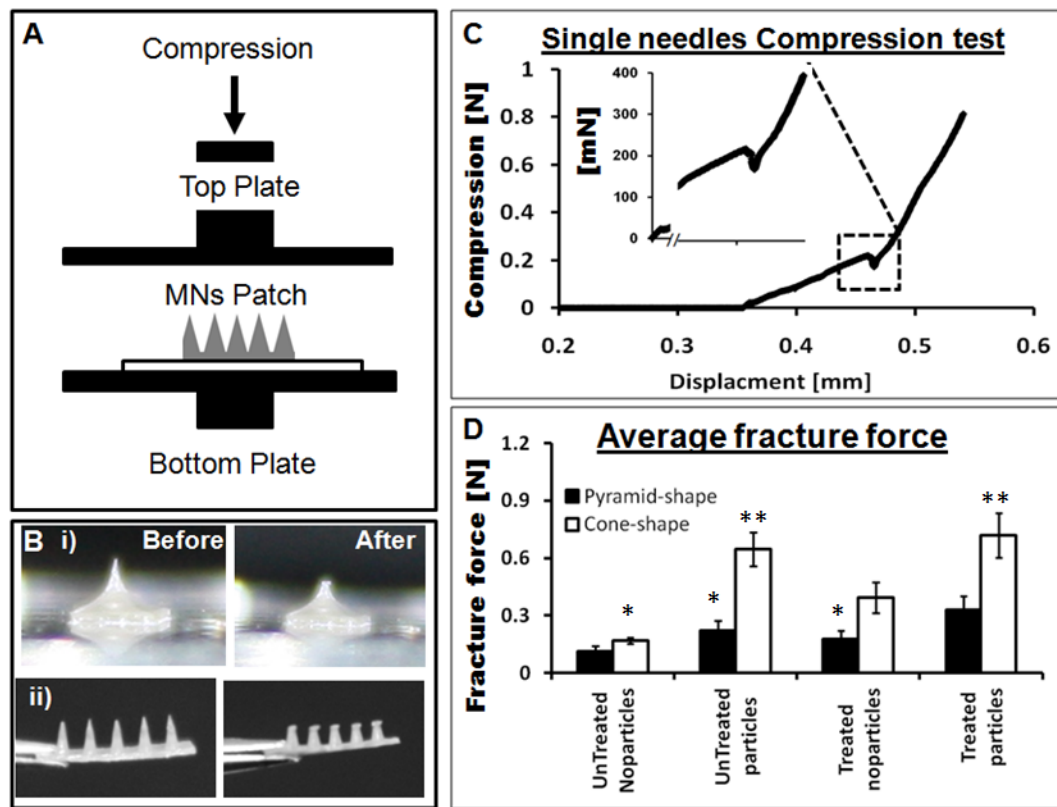 A
Compression
Top Plate
MNs Patch
Bottom Plate
B i) Before After
ii)
C Single needles Compression test
Compression [N]
1
0.8
0.6
0.4
0.2
0
0.2 0.3 0.4 0.5 0.6
Displacment [mm]
[mN]
400
300
200
100
0
//
D Average fracture force
Fracture force [N]
1.2
0.9
0.6
0.3
0
Pyramid-shape
Cone-shape
* * ** * **
UnTreated
Noparticles
UnTreated
particles
Treated
noparticles
Treated
particles